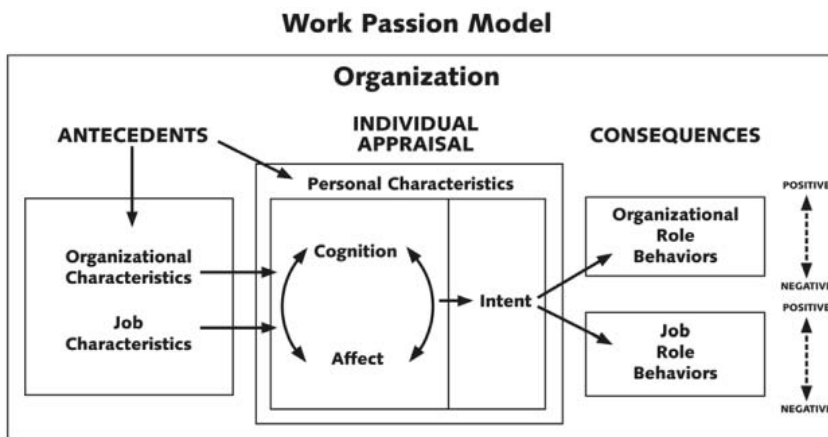 Work Passion Model
Organization
ANTECEDENTS
INDIVIDUAL
APPRAISAL
CONSEQUENCES
Personal Characteristics
Organizational
Characteristics
Job
Characteristics
Cognition
Affect
Intent
Organizational
Role
Behaviors
POSITIVE
NEGATIVE
Job
Role
Behaviors
POSITIVE
NEGATIVE